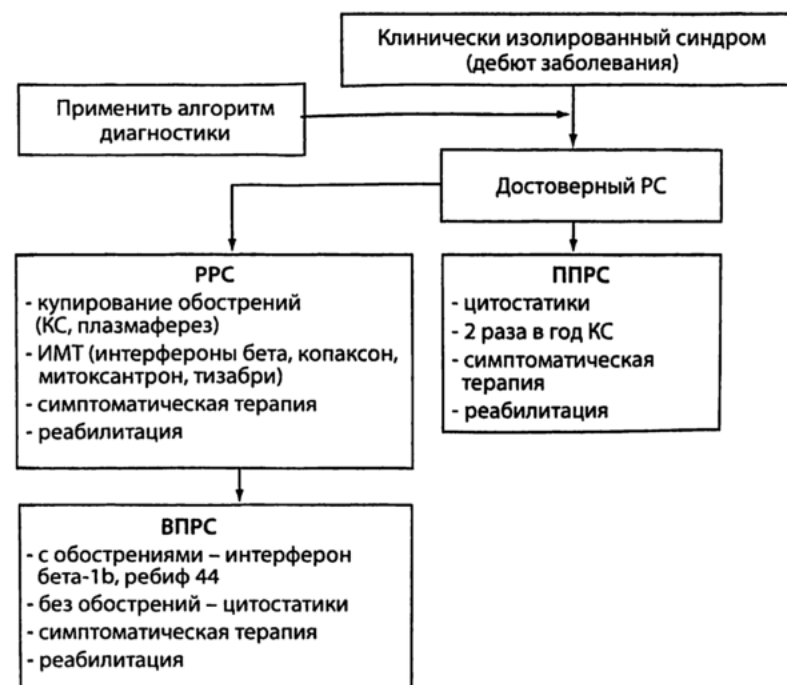 Клинически изолированный синдром
(дебют заболевания)
Применить алгоритм
диагностики
Достоверный РС
РРС
- купирование обострений
(КС, плазмаферез)
- ИМТ (интерфероны бета, копаксон,
митоксантрон, тизабри)
- симптоматическая терапия
- реабилитация
ППРС
- цитостатики
- 2 раза в год КС
- симптоматическая
терапия
- реабилитация
ВПРС
- с обострениями – интерферон
бета-1b, ребиф 44
- без обострений – цитостатики
- симптоматическая терапия
- реабилитация